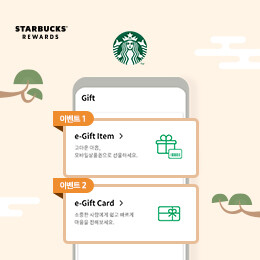 STARBUCKS®
REWARDS
Gift
이벤트 1
e-Gift Item >
고마운 마음,
모바일상품권으로 선물하세요.
이벤트 2
e-Gift Card >
소중한 사람에게 쉽고 빠르게
마음을 전해보세요.